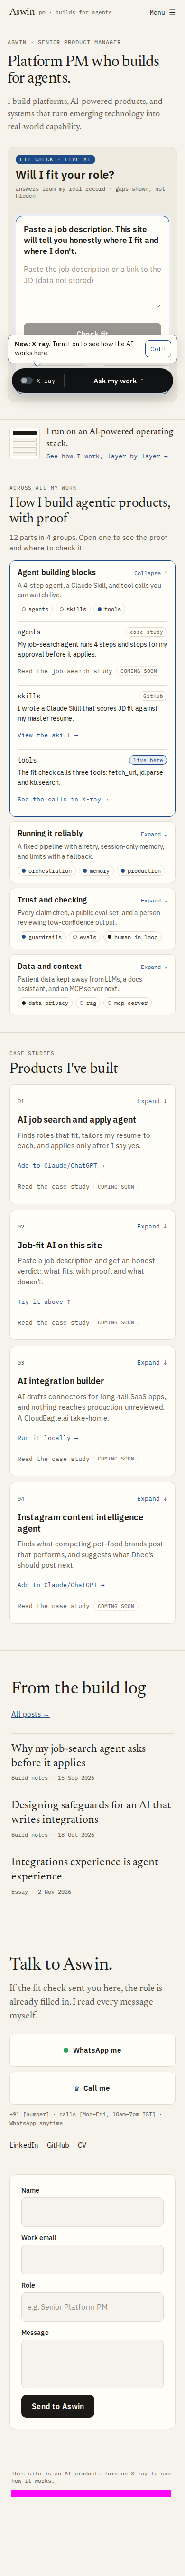 Aswin pm · builds for agents Menu ☰
ASWIN · SENIOR PRODUCT MANAGER
Platform PM who builds
for agents.
I build platforms, AI-powered products, and
systems that turn emerging technology into
real-world capability.
FIT CHECK · LIVE AI
Will I fit your role?
answers from my real record · gaps shown, not
hidden
Paste a job description. This site
will tell you honestly where I fit and
where I don't.
Paste the job description or a link to the
JD (data not stored)
Check fit
New: X-ray. Turn it on to see how the AI
works here.
Got it
X-ray
Ask my work ↑
I run on an AI-powered operating
stack.
See how I work, layer by layer →
ACROSS ALL MY WORK
How I build agentic products,
with proof
12 parts in 4 groups. Open one to see the proof
and where to check it.
Agent building blocks Collapse ↑
A 4-step agent, a Claude Skill, and tool calls you
can watch live.
agents skills tools
agents case study
My job-search agent runs 4 steps and stops for my
approval before it applies.
Read the job-search study COMING SOON
skills GitHub
I wrote a Claude Skill that scores JD fit against
my master resume.
View the skill →
tools live here
The fit check calls three tools: fetch_url, jd.parse
and kb.search.
See the calls in X-ray →
Running it reliably Expand ↓
A fixed pipeline with a retry, session-only memory,
and limits with a fallback.
orchestration memory production
Trust and checking Expand ↓
Every claim cited, a public eval set, and a person
reviewing low-confidence output.
guardrails evals human in loop
Data and context Expand ↓
Patient data kept away from LLMs, a docs
assistant, and an MCP server next.
data privacy rag mcp server
CASE STUDIES
Products I've built
01 Expand ↓
AI job search and apply agent
Finds roles that fit, tailors my resume to
each, and applies only after I say yes.
Add to Claude/ChatGPT →
Read the case study COMING SOON
02 Expand ↓
Job-fit AI on this site
Paste a job description and get an honest
verdict: what fits, with proof, and what
doesn't.
Try it above ↑
Read the case study COMING SOON
03 Expand ↓
AI integration builder
AI drafts connectors for long-tail SaaS apps,
and nothing reaches production unreviewed.
A CloudEagle.ai take-home.
Run it locally →
Read the case study COMING SOON
04 Expand ↓
Instagram content intelligence
agent
Finds what competing pet-food brands post
that performs, and suggests what Dhee's
should post next.
Add to Claude/ChatGPT →
Read the case study COMING SOON
From the build log
All posts →
Why my job-search agent asks
before it applies
Build notes · 15 Sep 2026
Designing safeguards for an AI that
writes integrations
Build notes · 18 Oct 2026
Integrations experience is agent
experience
Essay · 2 Nov 2026
Talk to Aswin.
If the fit check sent you here, the role is
already filled in. I read every message
myself.
WhatsApp me
☎ Call me
+91 [number] · calls [Mon–Fri, 10am–7pm IST] ·
WhatsApp anytime
LinkedIn GitHub CV
Name
Work email
Role
e.g. Senior Platform PM
Message
Send to Aswin
This site is an AI product. Turn on X-ray to see
how it works.